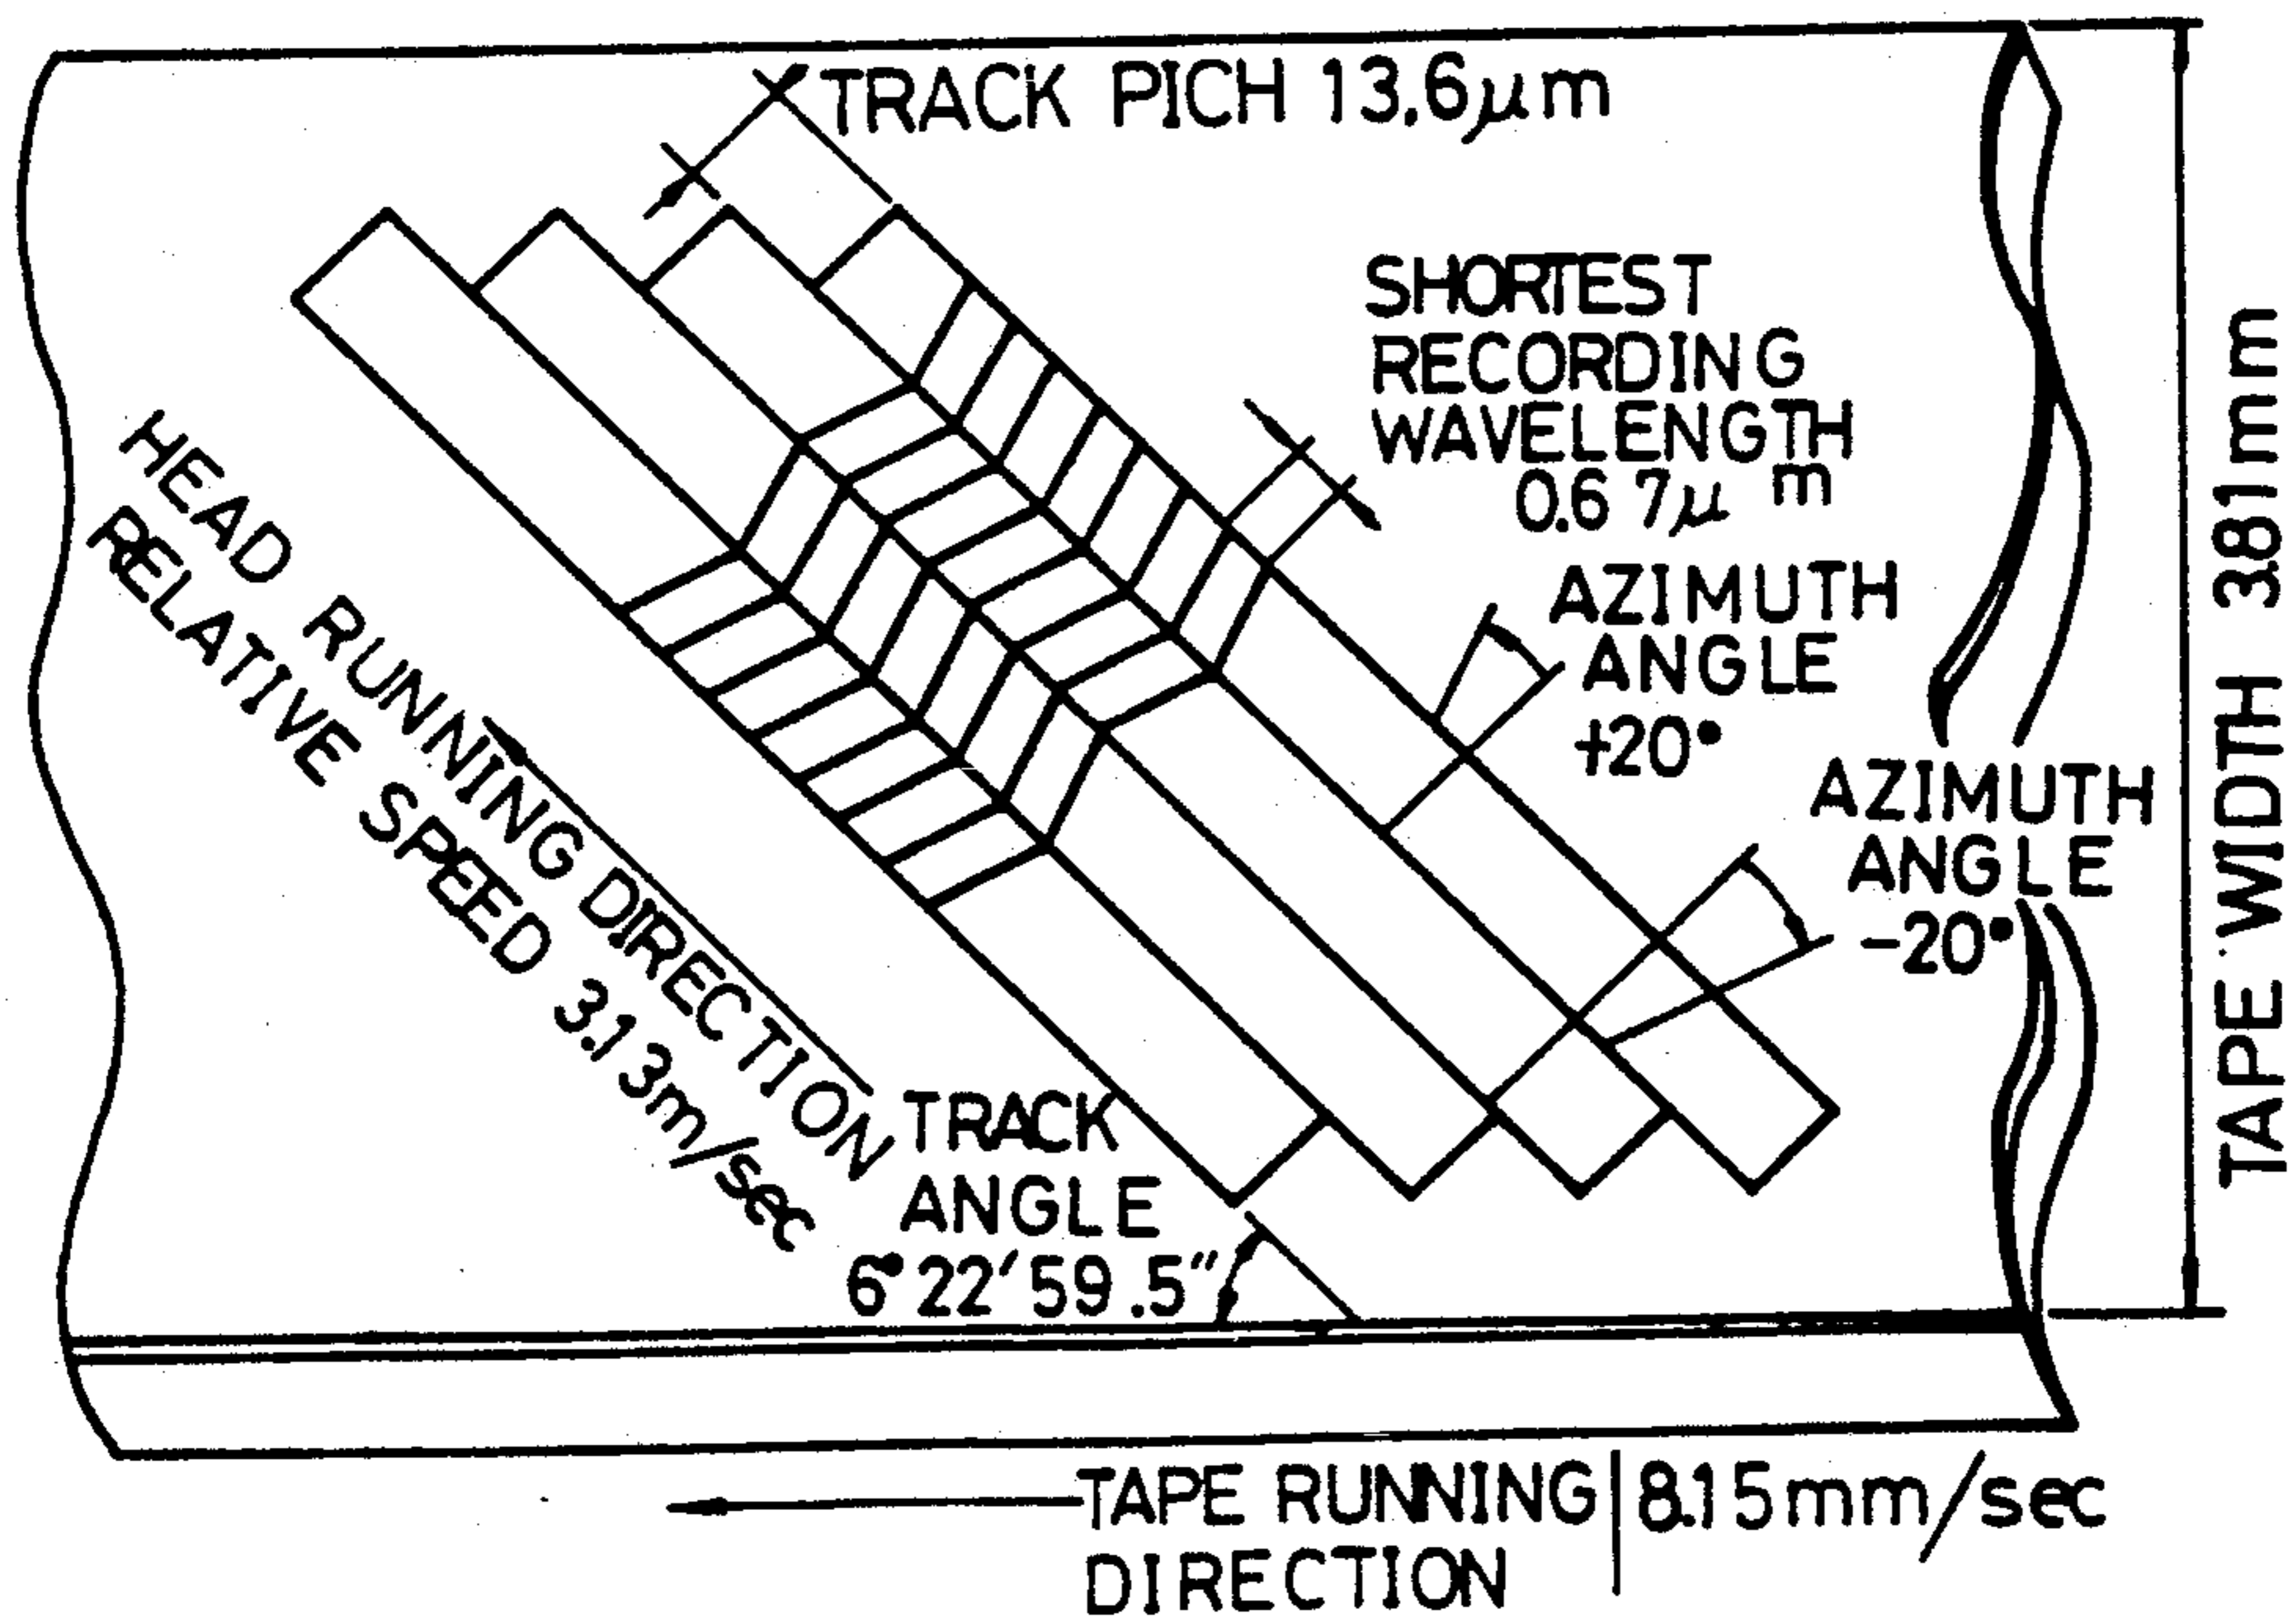 TRACK PICH 13.6μm
SHORTEST
RECORDING
WAVELENGTH
0.67μm
AZIMUTH
ANGLE
+20°
AZIMUTH
ANGLE
-20°
TAPE WIDTH 3.81mm
HEAD RUNNING DIRECTION
RELATIVE SPEED 3.13m/sec
TRACK
ANGLE
6°22'59.5"
TAPE RUNNING
DIRECTION
8.15mm/sec